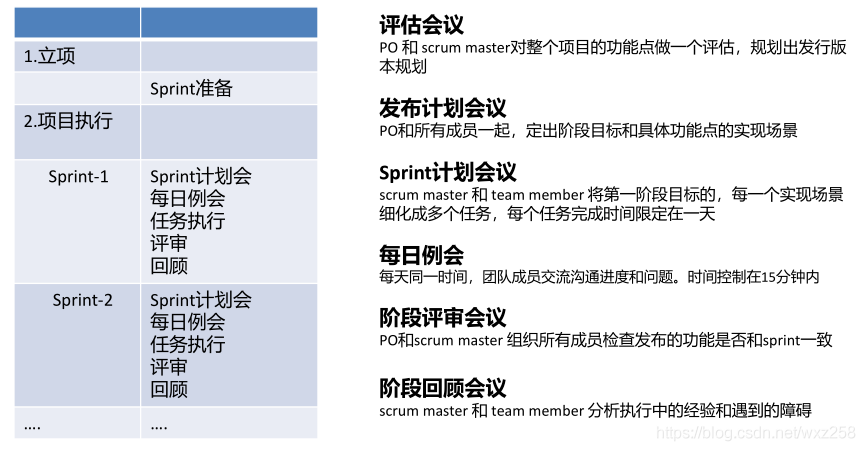 1.立项
Sprint准备
2.项目执行
Sprint-1
Sprint计划会
每日例会
任务执行
评审
回顾
Sprint-2
Sprint计划会
每日例会
任务执行
评审
回顾
....
....
评估会议
PO 和 scrum master对整个项目的功能点做一个评估，规划出发行版
本规划
发布计划会议
PO和所有成员一起，定出阶段目标和具体功能点的实现场景
Sprint计划会议
scrum master 和 team member 将第一阶段目标的，每一个实现场景
细化成多个任务，每个任务完成时间限定在一天
每日例会
每天同一时间，团队成员交流沟通进度和问题。时间控制在15分钟内
阶段评审会议
PO和scrum master 组织所有成员检查发布的功能是否和sprint一致
阶段回顾会议
scrum master 和 team member 分析执行中的经验和遇到的障碍
https://blog.csdn.net/wxz258